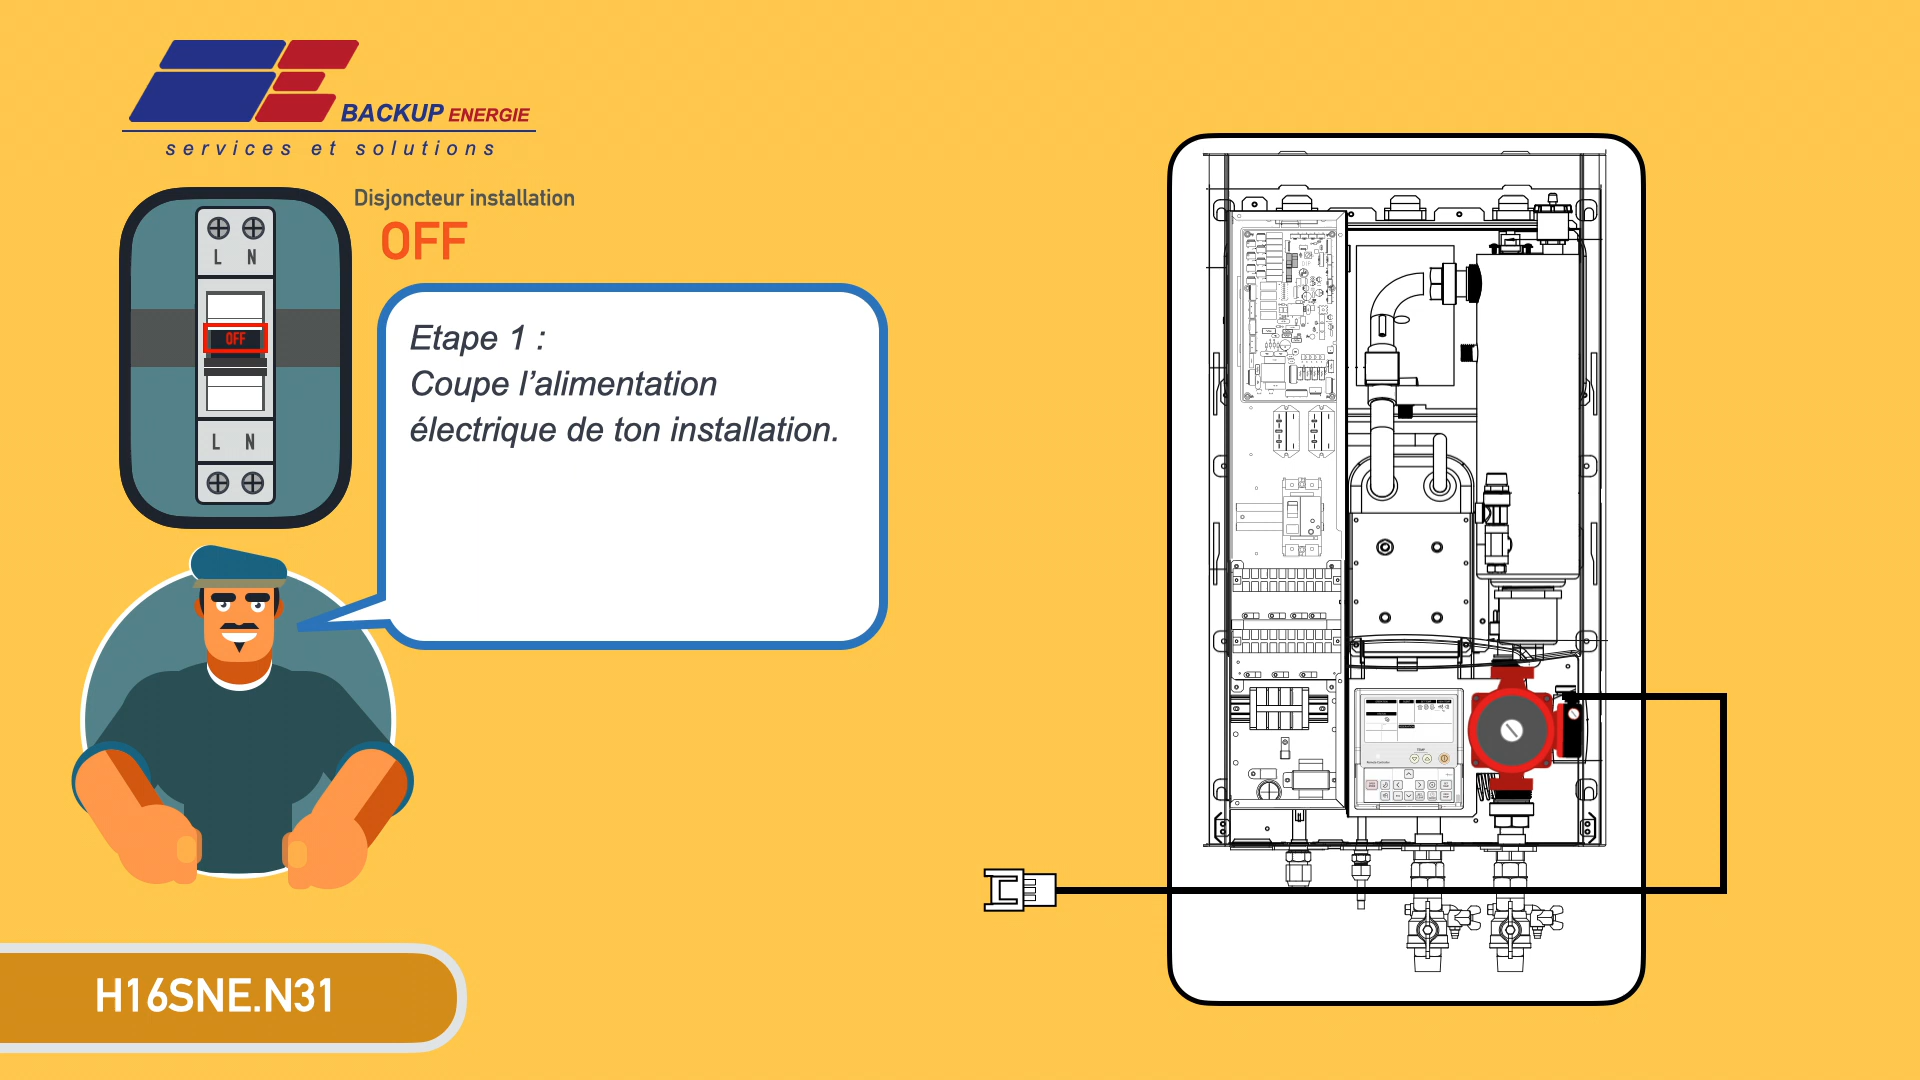 BACKUP ENERGIE
services et solutions
Disjoncteur installation
OFF
L N
OFF
L N
Etape 1 :
Coupe l’alimentation
électrique de ton installation.
H16SNE.N31